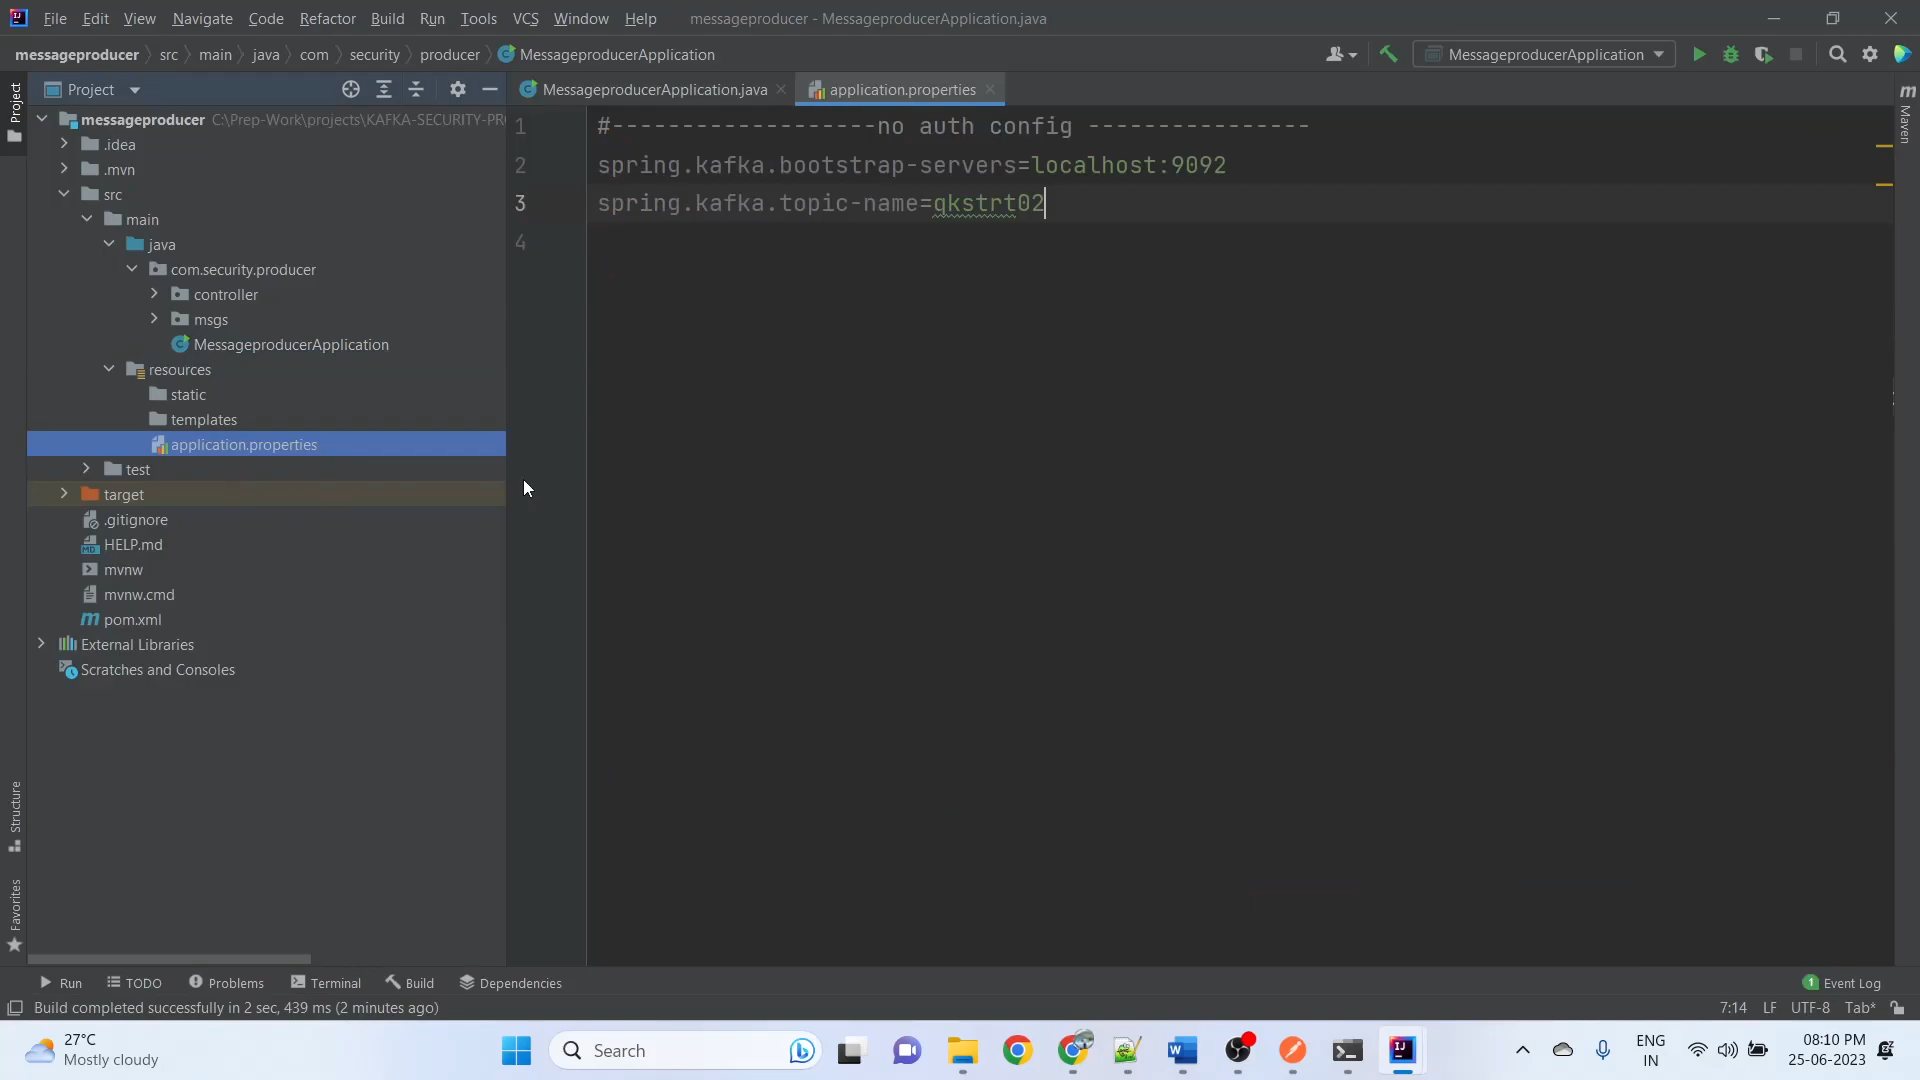 File Edit View Navigate Code Refactor Build Run Tools VCS Window Help messageproducer - MessageproducerApplication.java
messageproducer src main java com security producer MessageproducerApplication MessageproducerApplication
Project
Project
MessageproducerApplication.java
application.properties
Maven
messageproducer C:\Prep-Work\projects\KAFKA-SECURITY-PR
.idea
.mvn
src
main
java
com.security.producer
controller
msgs
MessageproducerApplication
resources
static
templates
application.properties
test
target
.gitignore
HELP.md
mvnw
mvnw.cmd
pom.xml
External Libraries
Scratches and Consoles
1 #-------------------no auth config ----------------
2 spring.kafka.bootstrap-servers=localhost:9092
3 spring.kafka.topic-name=qkstrt02
4
Structure
Favorites
Run TODO Problems Terminal Build Dependencies 1 Event Log
Build completed successfully in 2 sec, 439 ms (2 minutes ago) 7:14 LF UTF-8 Tab*
27°C
Mostly cloudy
Search
ENG
IN
08:10 PM
25-06-2023